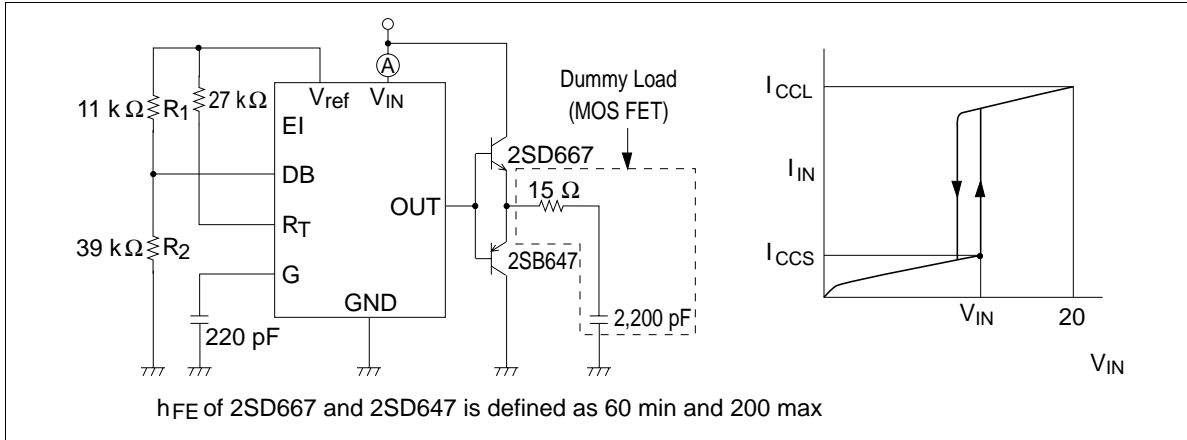 A
11 kΩ R1
27 kΩ
Vref
VIN
EI
DB
RT
G
GND
OUT
39 kΩ R2
220 pF
2SD667
2SB647
15 Ω
2,200 pF
Dummy Load
(MOS FET)
ICCL
IIN
ICCS
VIN
20
VIN
hFE of 2SD667 and 2SD647 is defined as 60 min and 200 max